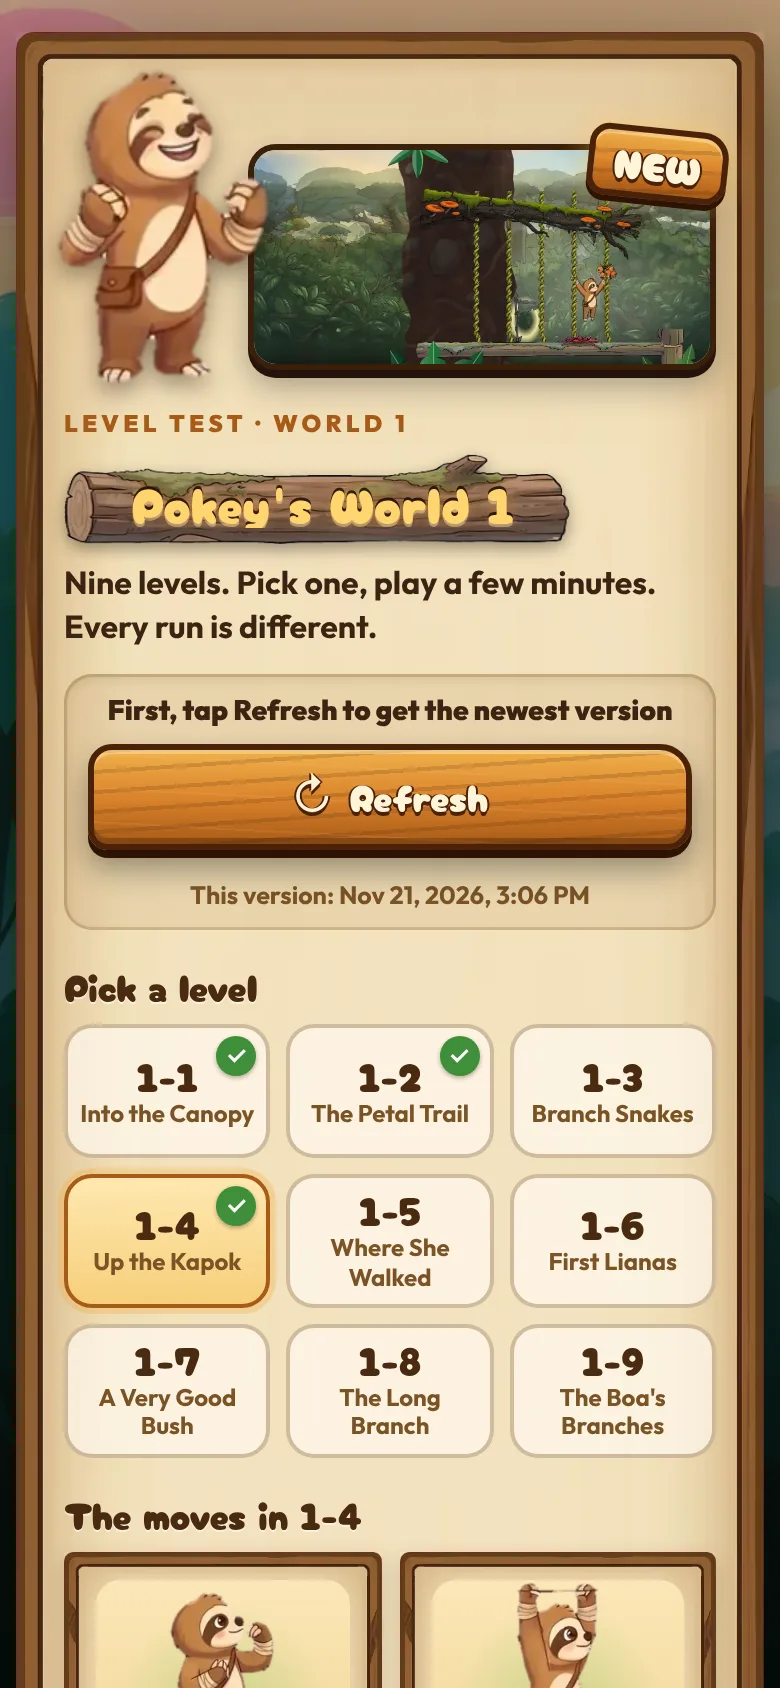 NEW
LEVEL TEST · WORLD 1
Pokey's World 1
Nine levels. Pick one, play a few minutes.
Every run is different.
First, tap Refresh to get the newest version
Refresh
This version: Nov 21, 2026, 3:06 PM
Pick a level
1-1
Into the Canopy
1-2
The Petal Trail
1-3
Branch Snakes
1-4
Up the Kapok
1-5
Where She
Walked
1-6
First Lianas
1-7
A Very Good
Bush
1-8
The Long
Branch
1-9
The Boa's
Branches
The moves in 1-4